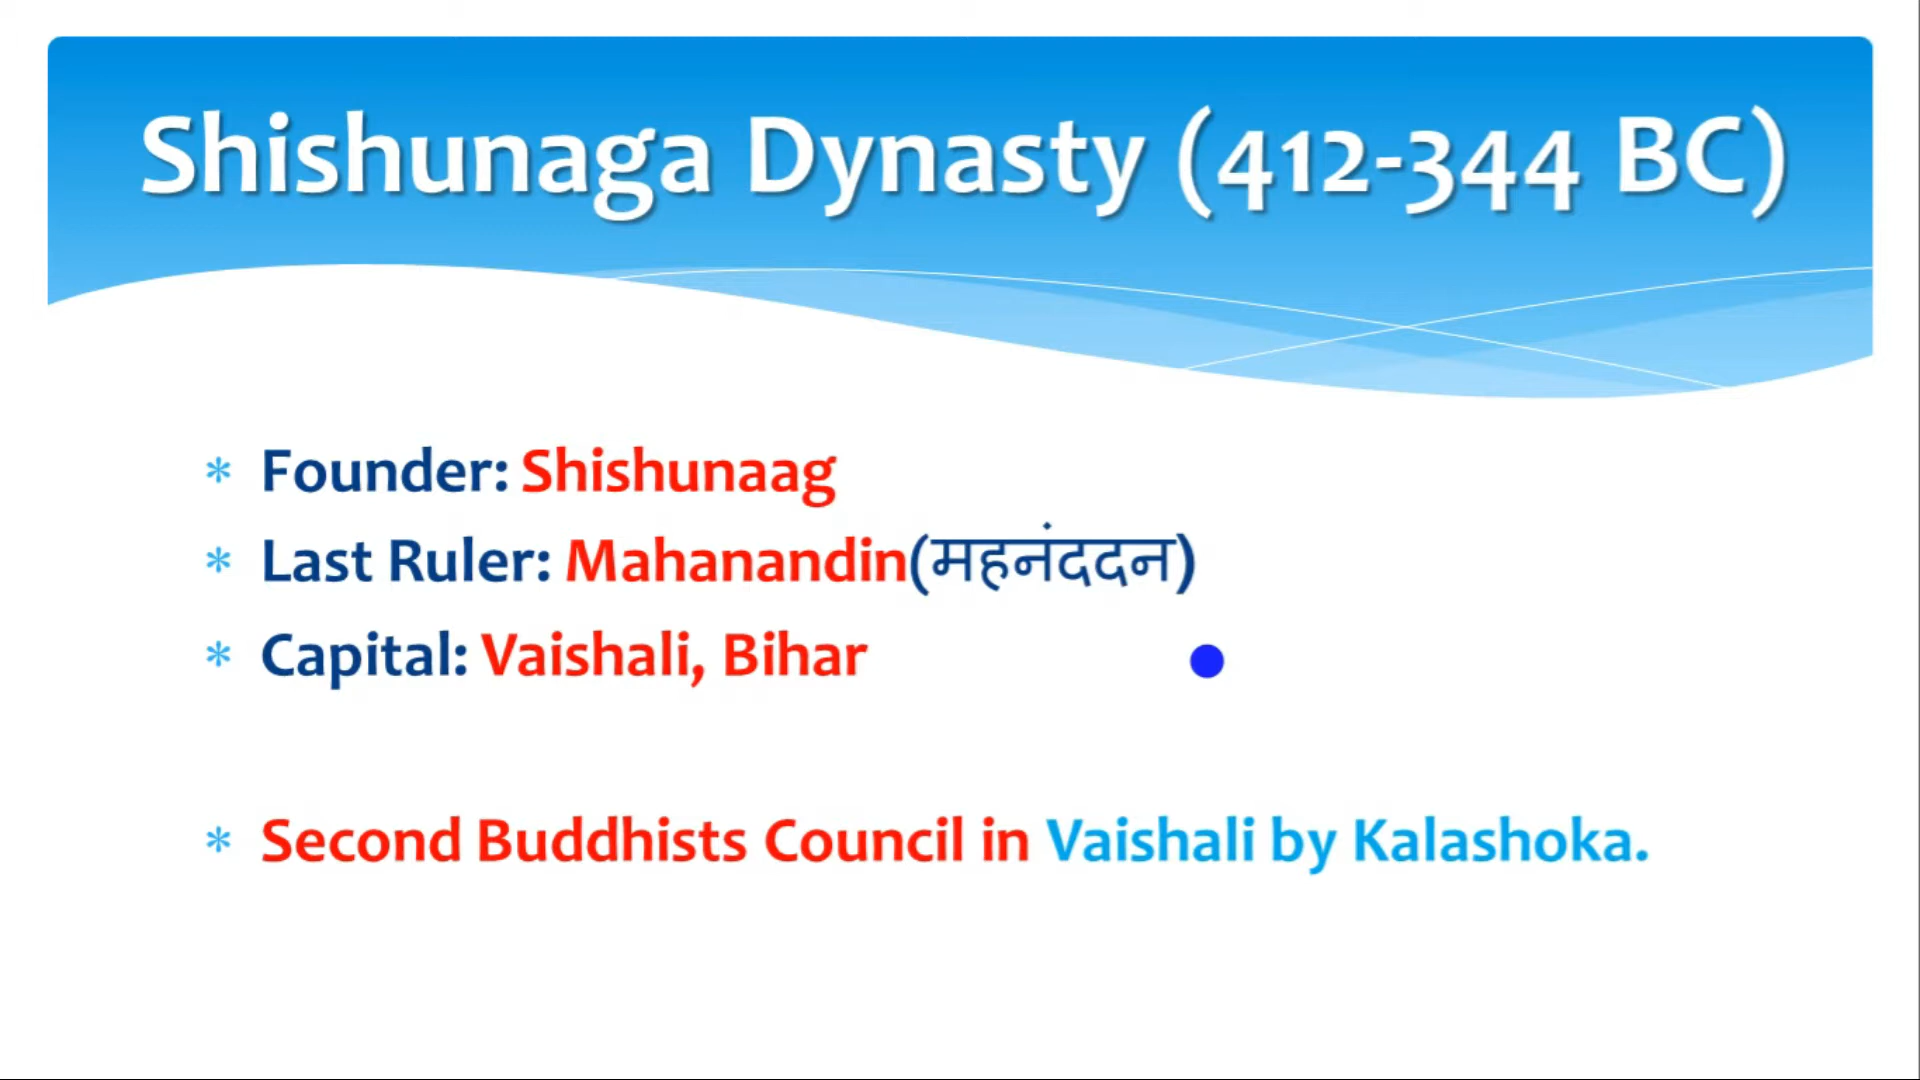 Shishunaga Dynasty (412-344 BC)
* Founder: Shishunaag
* Last Ruler: Mahanandin(महनंददन)
* Capital: Vaishali, Bihar
* Second Buddhists Council in Vaishali by Kalashoka.